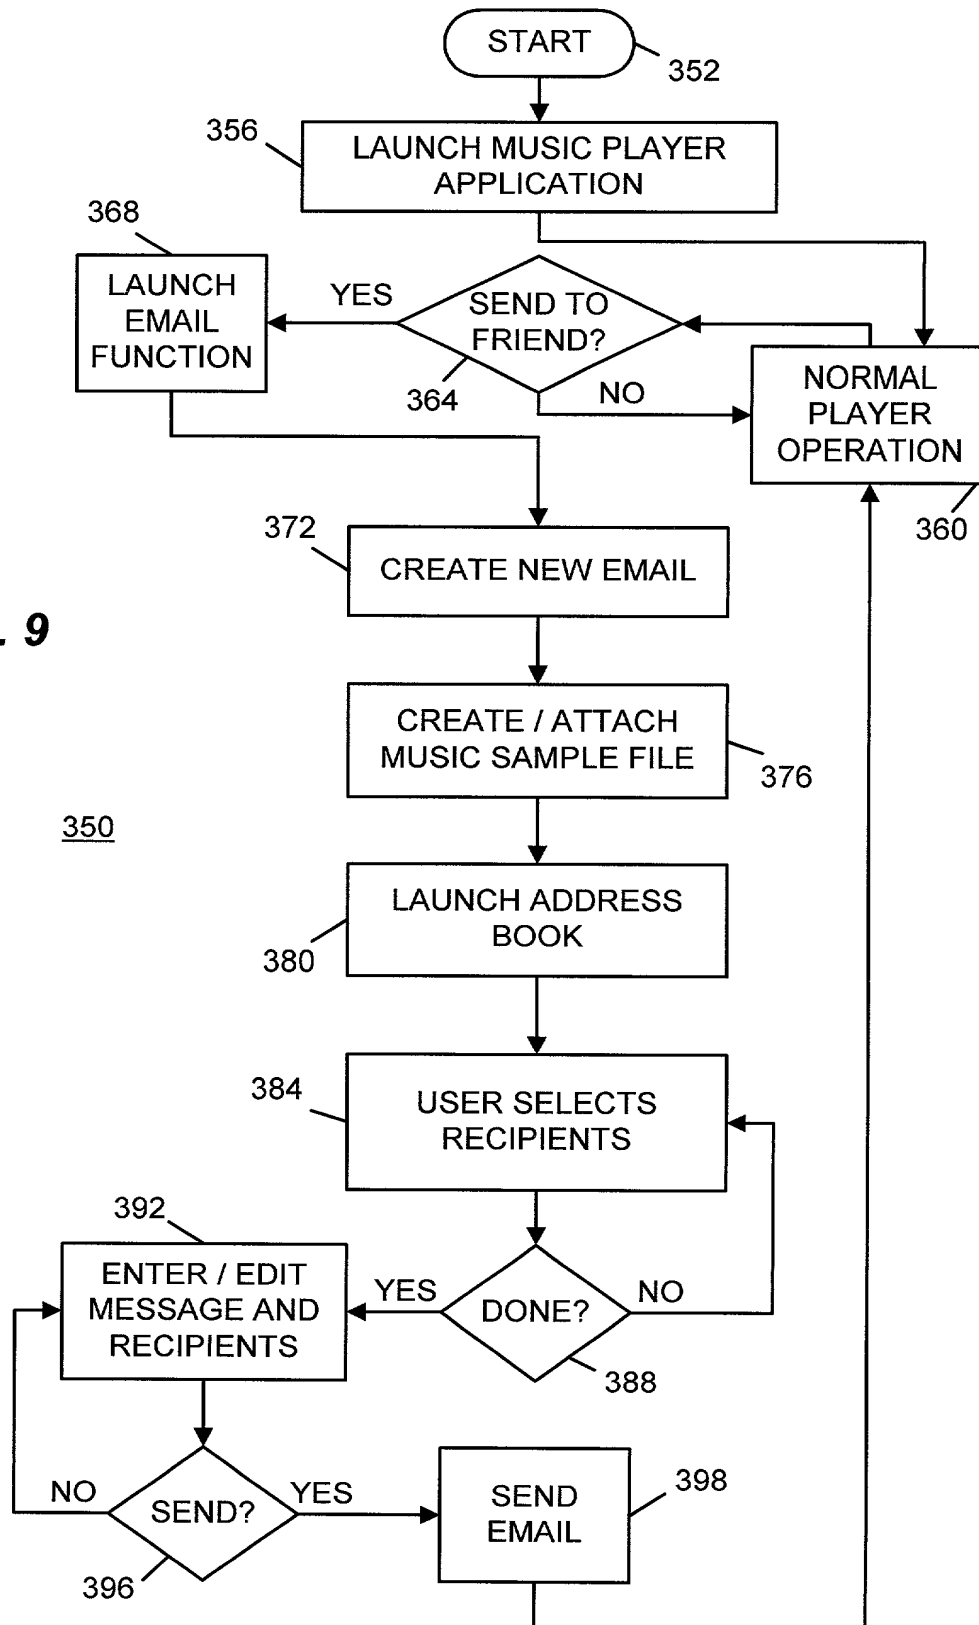 START
352
356
LAUNCH MUSIC PLAYER
APPLICATION
368
LAUNCH
EMAIL
FUNCTION
YES
SEND TO
FRIEND?
364
NO
NORMAL
PLAYER
OPERATION
360
372
CREATE NEW EMAIL
. 9
CREATE / ATTACH
MUSIC SAMPLE FILE
376
350
LAUNCH ADDRESS
BOOK
380
384
USER SELECTS
RECIPIENTS
392
ENTER / EDIT
MESSAGE AND
RECIPIENTS
YES
DONE?
NO
388
NO
SEND?
YES
396
SEND
EMAIL
398